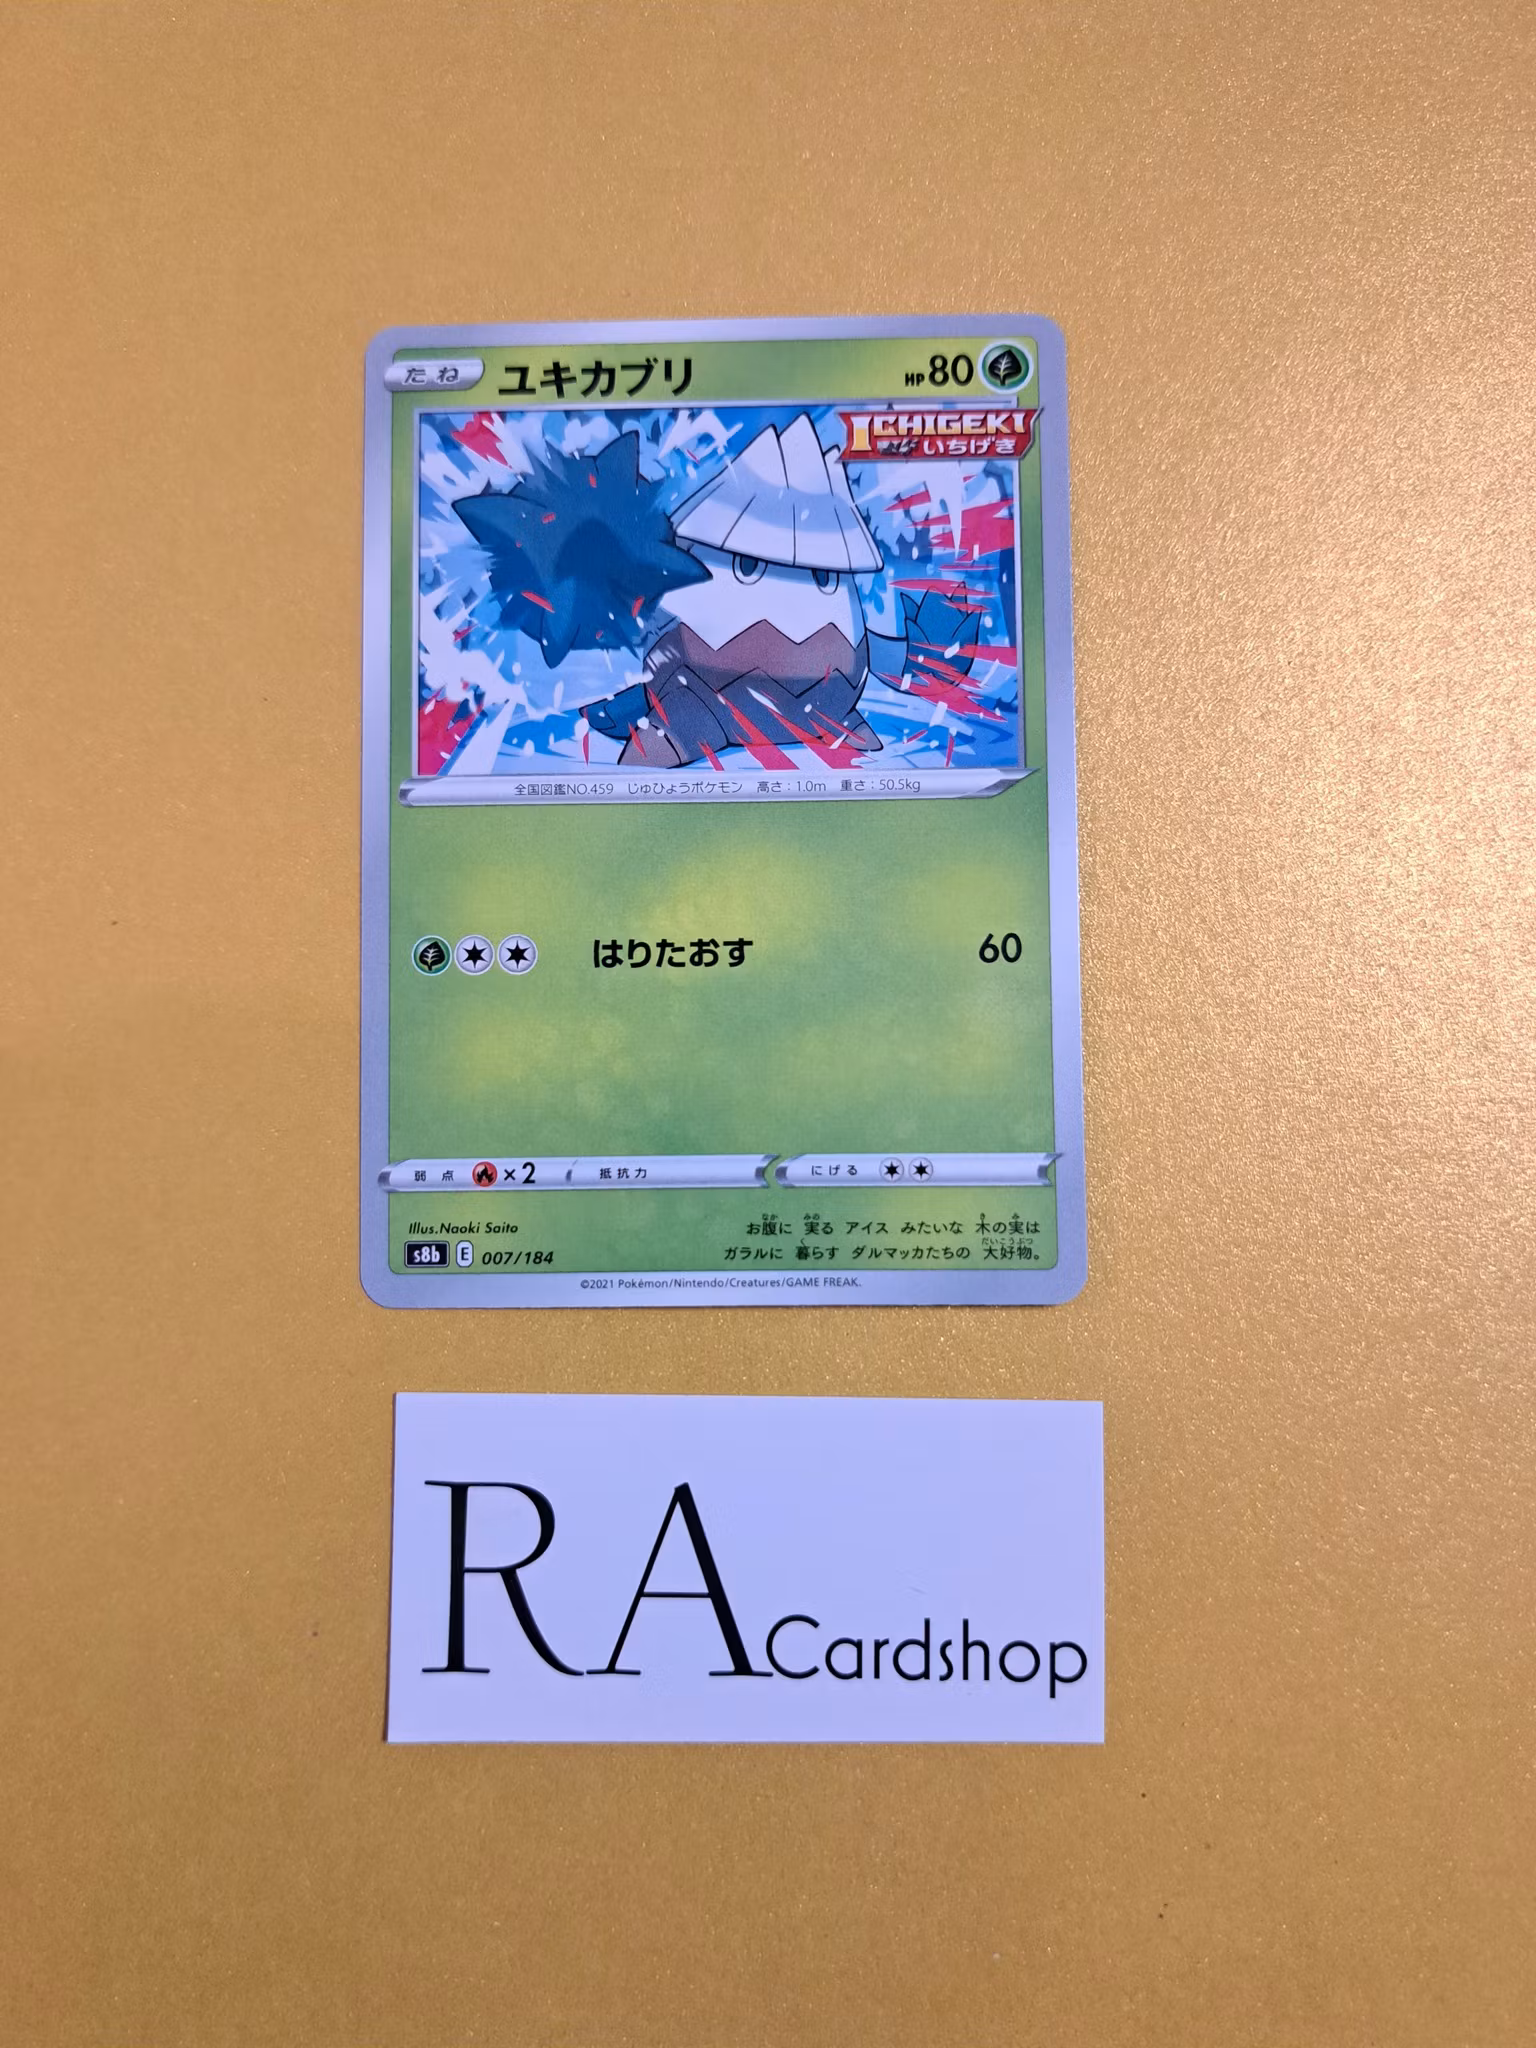 たね ユキカブリ HP80
ICHIGEKI
いちげき
全国図鑑NO.459 じゅひょうポケモン 高さ:1.0m 重さ:50.5kg
はりたおす 60
弱点 ×2 抵抗力 にげる
Illus.Naoki Saito
お腹に 実る アイス みたいな 木の実は
ガラルに 暮らす ダルマッカたちの 大好物。
s8b E 007/184
©2021 Pokémon/Nintendo/Creatures/GAME FREAK.
RA Cardshop